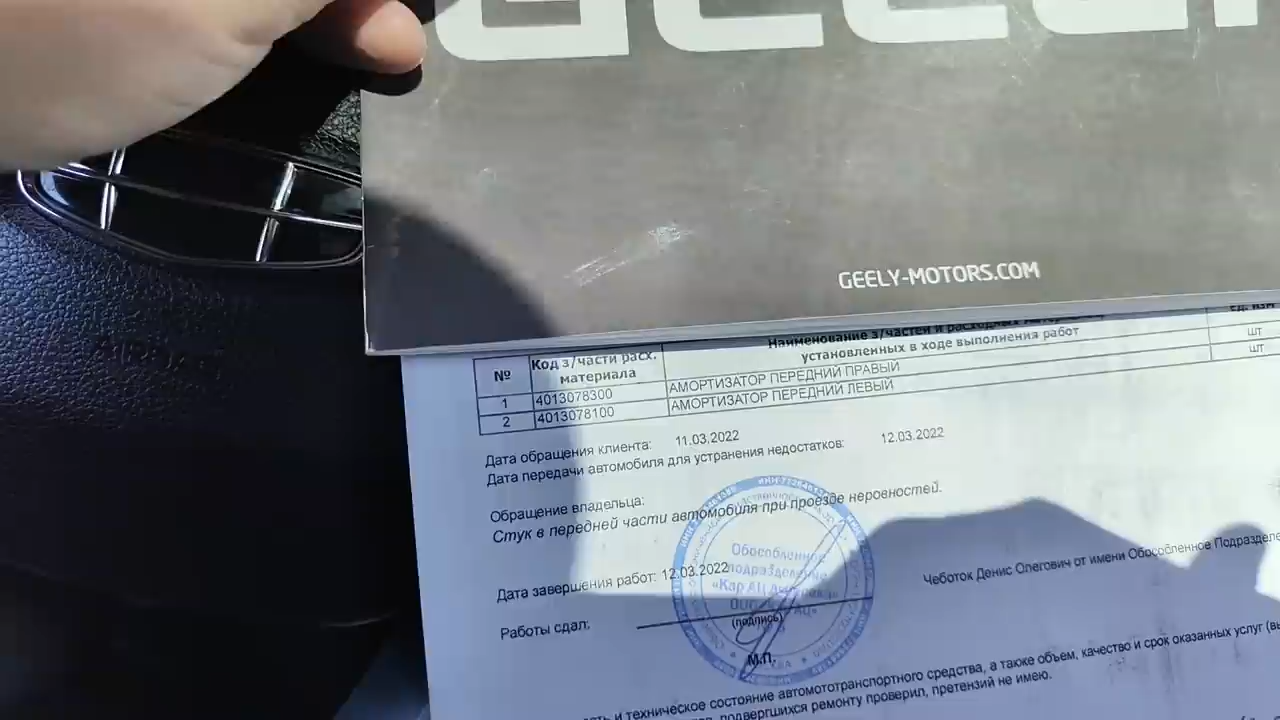 GEELY-MOTORS.COM
№ Код з/части расх. материала Наименование з/частей и расходных материалов, установленных в ходе выполнения работ Ед. изм
1 4013078300 АМОРТИЗАТОР ПЕРЕДНИЙ ПРАВЫЙ шт
2 4013078100 АМОРТИЗАТОР ПЕРЕДНИЙ ЛЕВЫЙ шт
Дата обращения клиента: 11.03.2022
Дата передачи автомобиля для устранения недостатков: 12.03.2022
Обращение владельца:
Стук в передней части автомобиля при проезде неровностей.
Обособленное
подразделение
Дата завершения работ: 12.03.2022
Чеботок Денис Олегович от имени Обособленное Подразделе
Работы сдал:
(подпись)
М.П.
и техническое состояние автомототранспортного средства, а также объем, качество и срок оказанных услуг
подвергшихся ремонту проверил, претензий не имею.